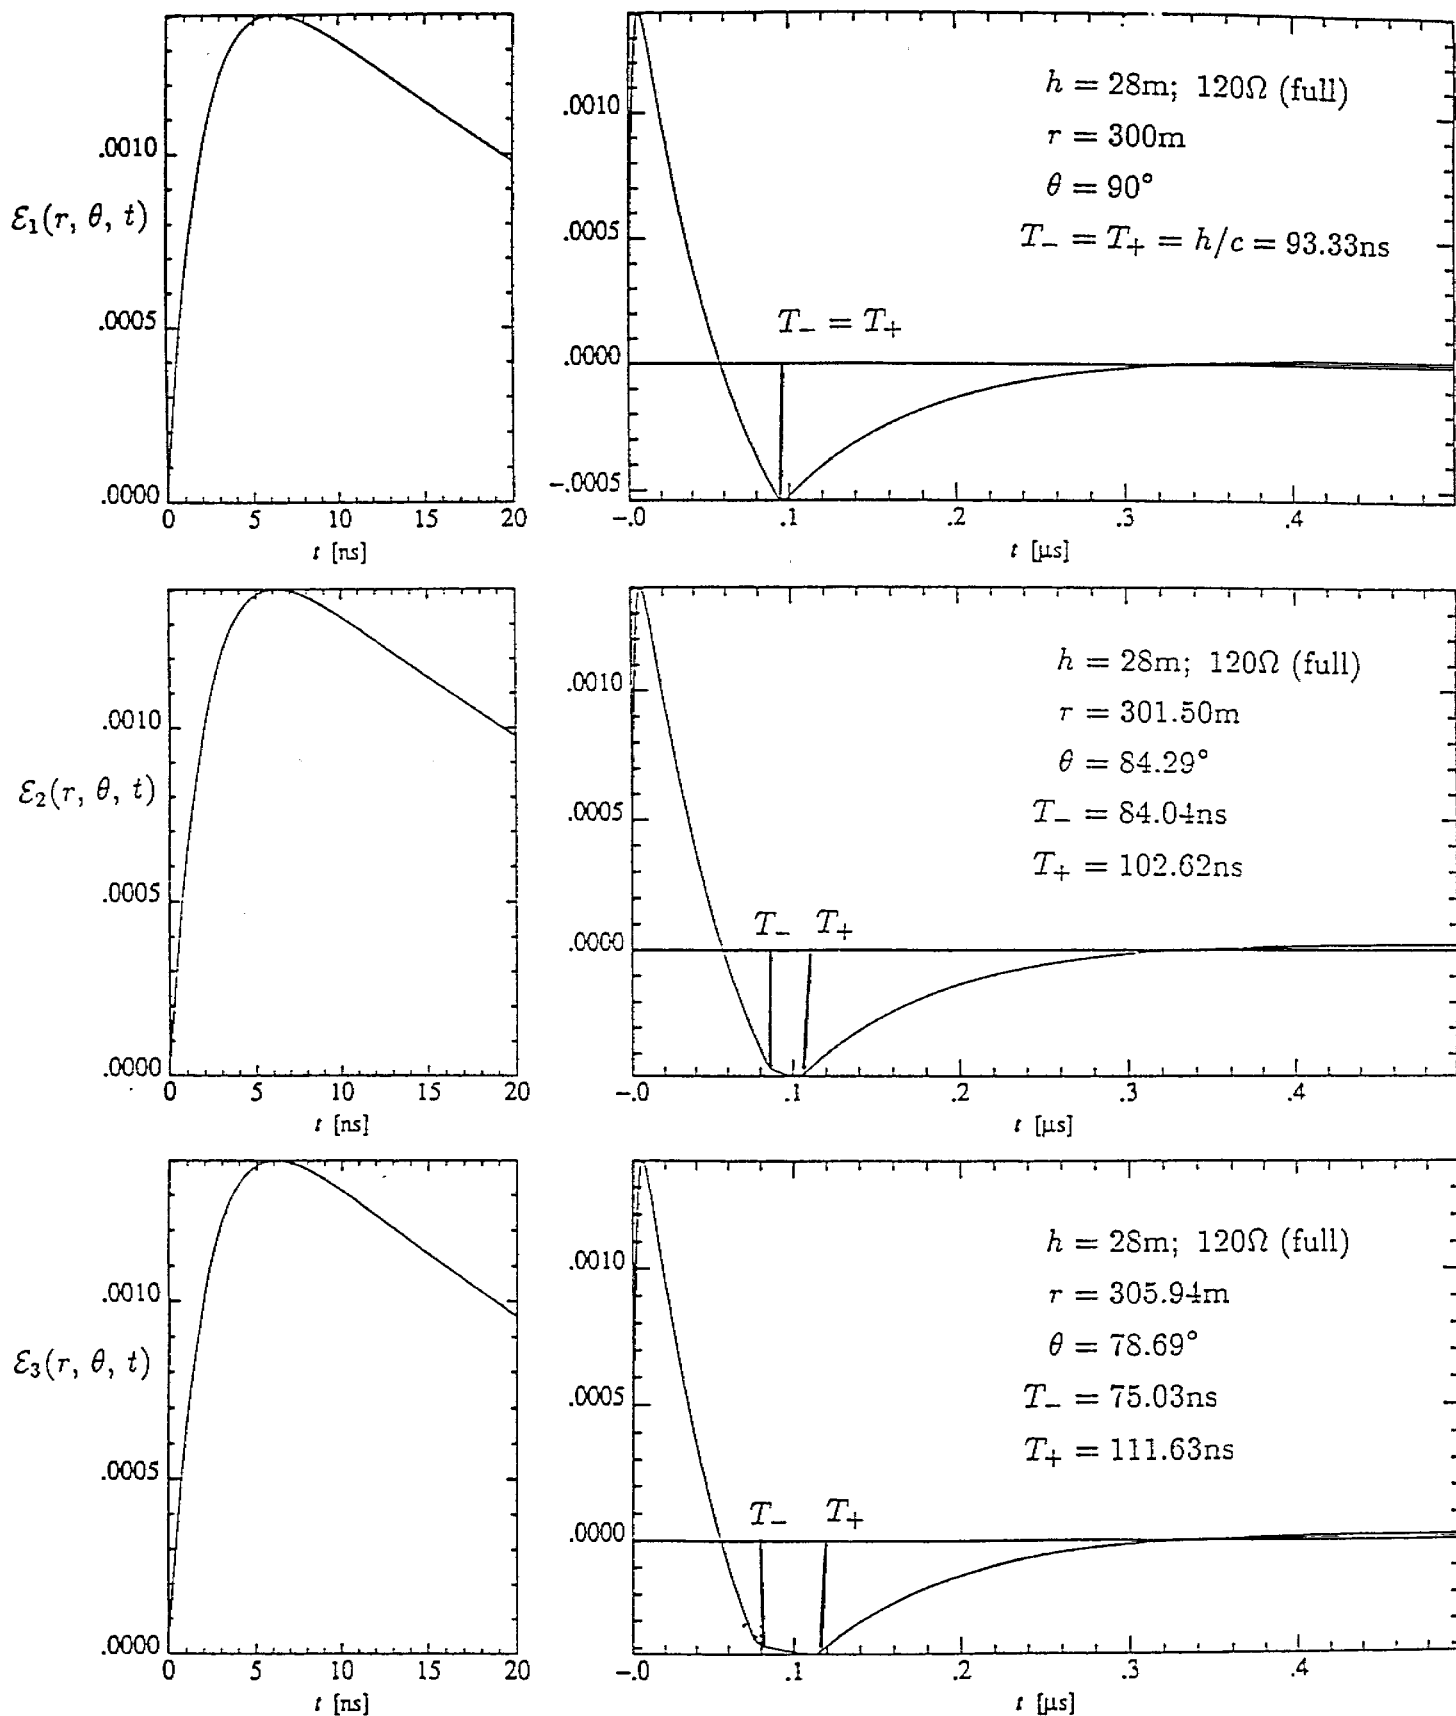 .0010
ℰ₁(r, θ, t)
.0005
.0000
0 5 10 15 20
t [ns]
.0010
.0005
.0000
-.0005
-.0 .1 .2 .3 .4
t [μs]
h = 28m; 120Ω (full)
r = 300m
θ = 90°
T₋ = T₊ = h/c = 93.33ns
T₋ = T₊
.0010
ℰ₂(r, θ, t)
.0005
.0000
0 5 10 15 20
t [ns]
.0010
.0005
.0000
-.0 .1 .2 .3 .4
t [μs]
h = 28m; 120Ω (full)
r = 301.50m
θ = 84.29°
T₋ = 84.04ns
T₊ = 102.62ns
T₋ T₊
.0010
ℰ₃(r, θ, t)
.0005
.0000
0 5 10 15 20
t [ns]
.0010
.0005
.0000
-.0 .1 .2 .3 .4
t [μs]
h = 28m; 120Ω (full)
r = 305.94m
θ = 78.69°
T₋ = 75.03ns
T₊ = 111.63ns
T₋ T₊